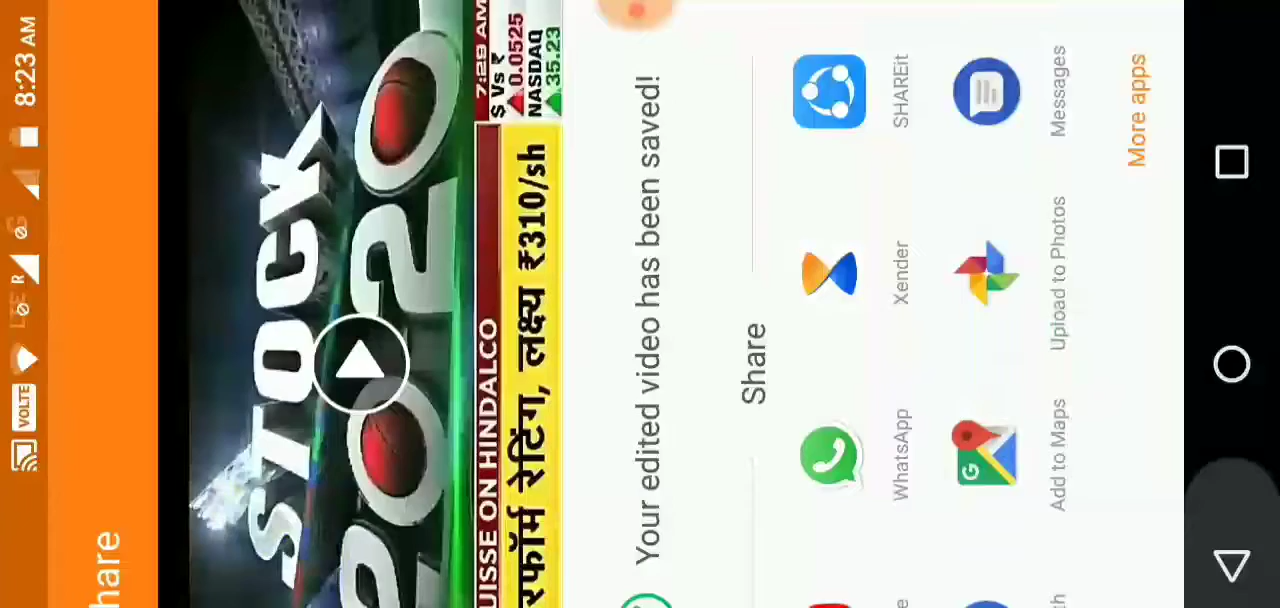 VOLTE R 8:23 AM
hare
STOCK
2020
7:29 AM
$ Vs ₹
0.0525
NASDAQ
35.23
UISSE ON HINDALCO
रफॉर्म रेटिंग, लक्ष्य ₹310/sh
Your edited video has been saved!
Share
WhatsApp
Xender
SHAREit
Add to Maps
Upload to Photos
Messages
More apps